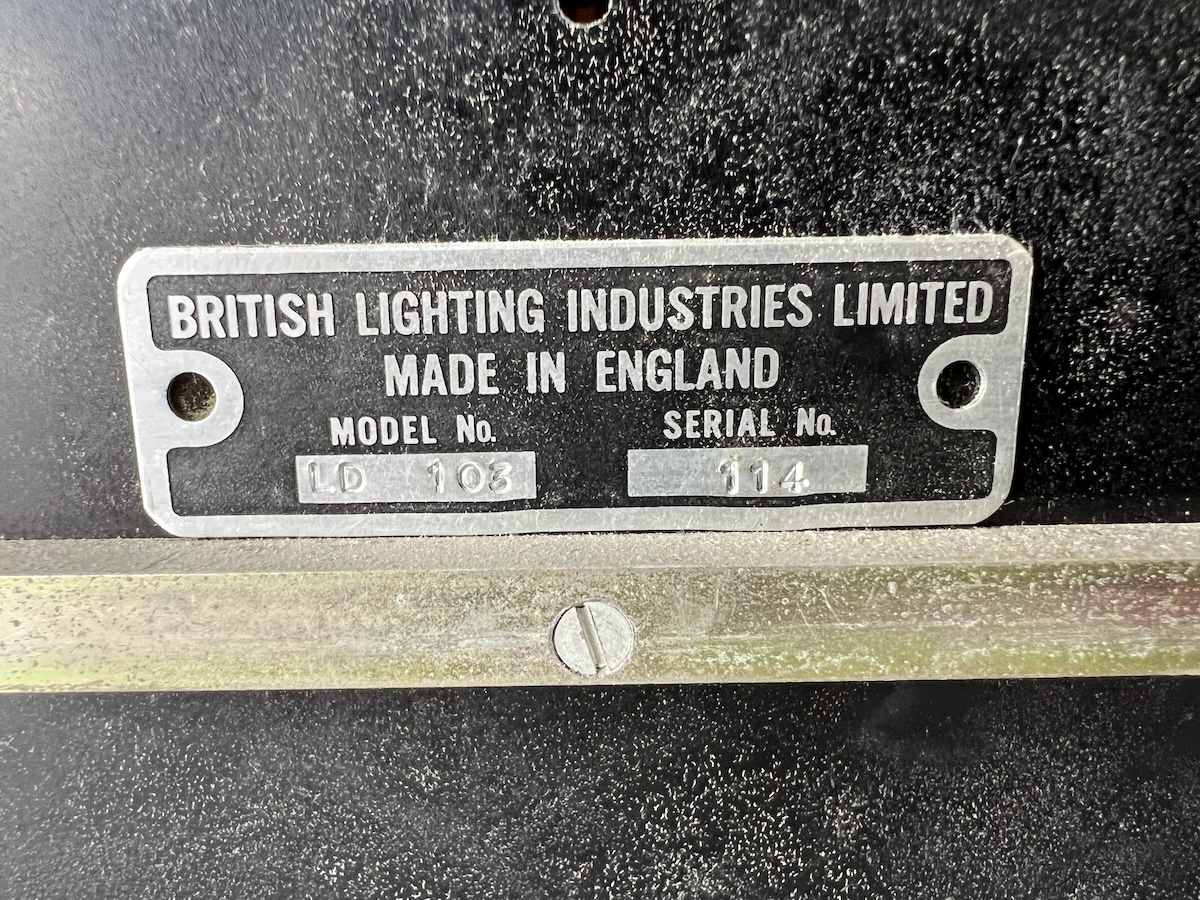 BRITISH LIGHTING INDUSTRIES LIMITED
MADE IN ENGLAND
MODEL No. SERIAL No.
LD 103 114